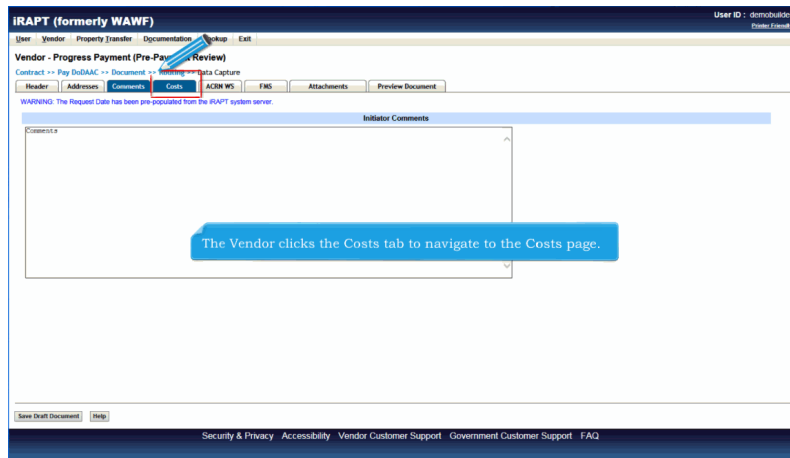 iRAPT (formerly WAWF)
User ID : demobuilde
Printer Friendl
User Vendor Property Transfer Documentation Lookup Exit
Vendor - Progress Payment (Pre-Pay Review)
Contract >> Pay DoDAAC >> Document >> Routing >> Data Capture
Header Addresses Comments Costs ACRN WS FMS Attachments Preview Document
WARNING: The Request Date has been pre-populated from the iRAPT system server.
Initiator Comments
Comments
The Vendor clicks the Costs tab to navigate to the Costs page.
Save Draft Document Help
Security & Privacy Accessibility Vendor Customer Support Government Customer Support FAQ